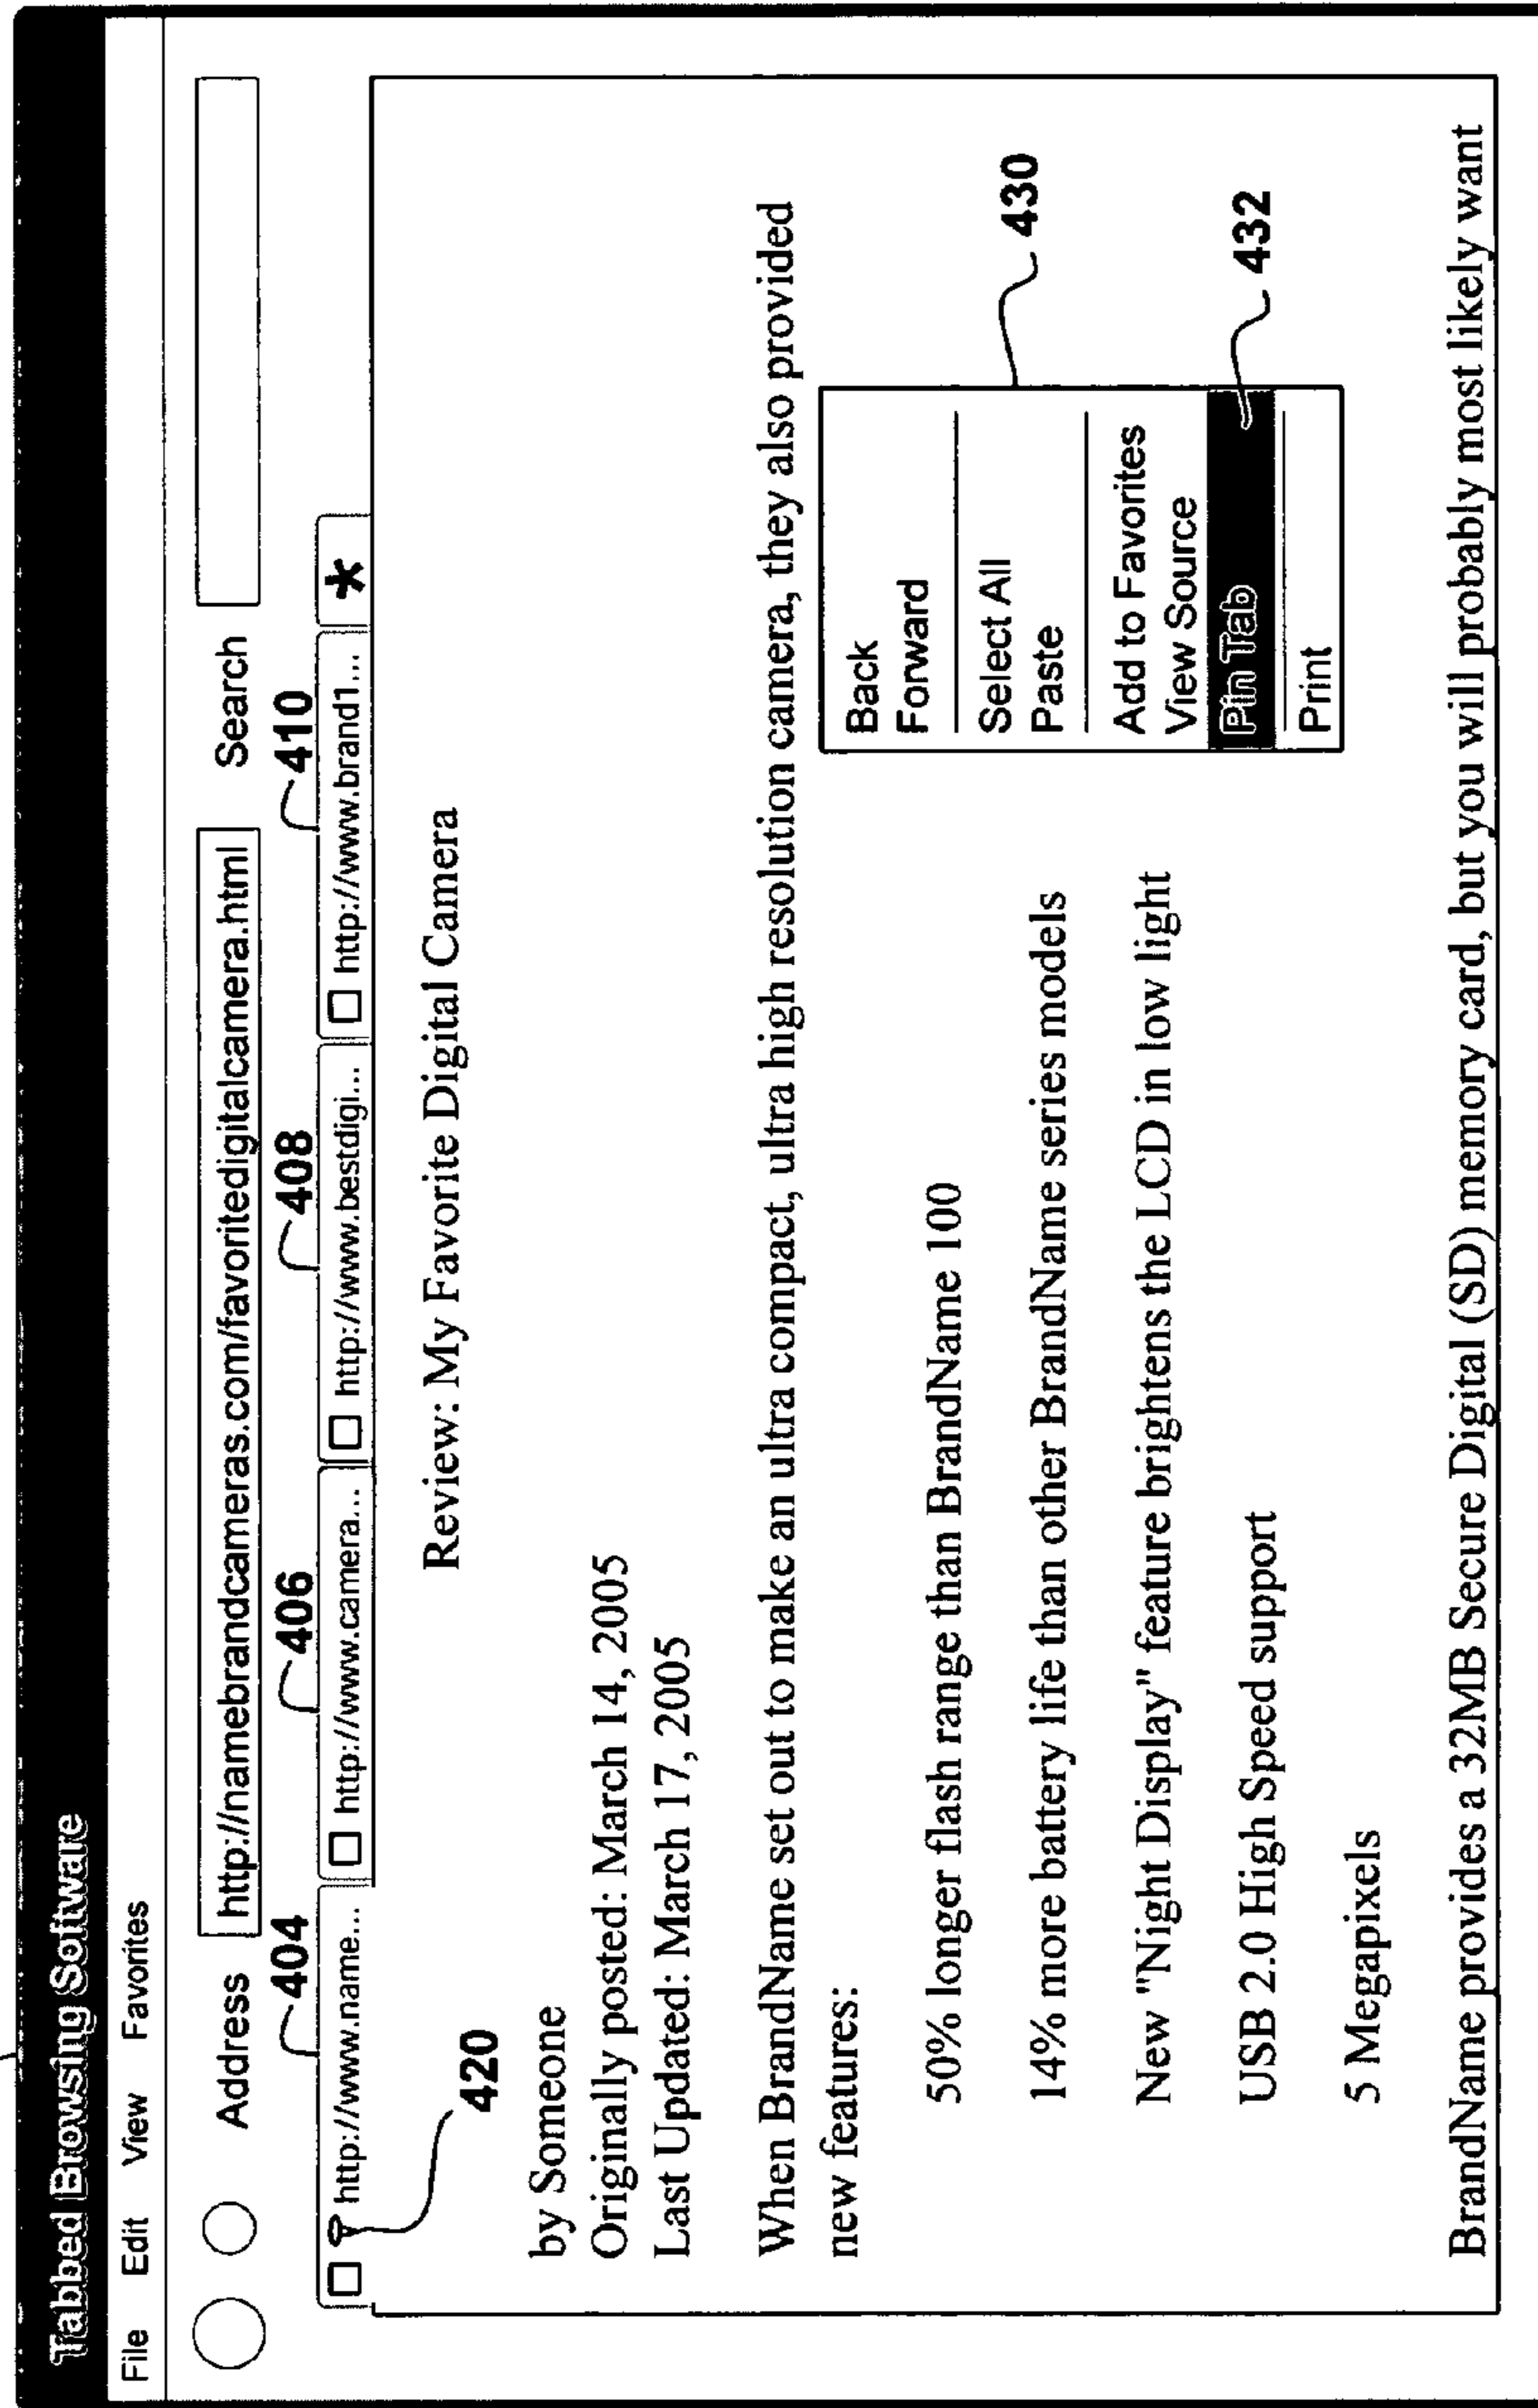 Tabbed Browsing Software
File Edit View Favorites
Address http://namebrandcameras.com/favoritedigitalcamera.html Search
404 406 408 410
http://www.name... http://www.camera... http://www.bestdigi... http://www.brand1... *
420
Review: My Favorite Digital Camera
by Someone
Originally posted: March 14, 2005
Last Updated: March 17, 2005
When BrandName set out to make an ultra compact, ultra high resolution camera, they also provided
new features:
50% longer flash range than BrandName 100
14% more battery life than other BrandName series models
New "Night Display" feature brightens the LCD in low light
USB 2.0 High Speed support
5 Megapixels
Back
Forward
Select All
Paste
Add to Favorites
View Source
Pin Tab
Print
430
432
BrandName provides a 32MB Secure Digital (SD) memory card, but you will probably most likely want